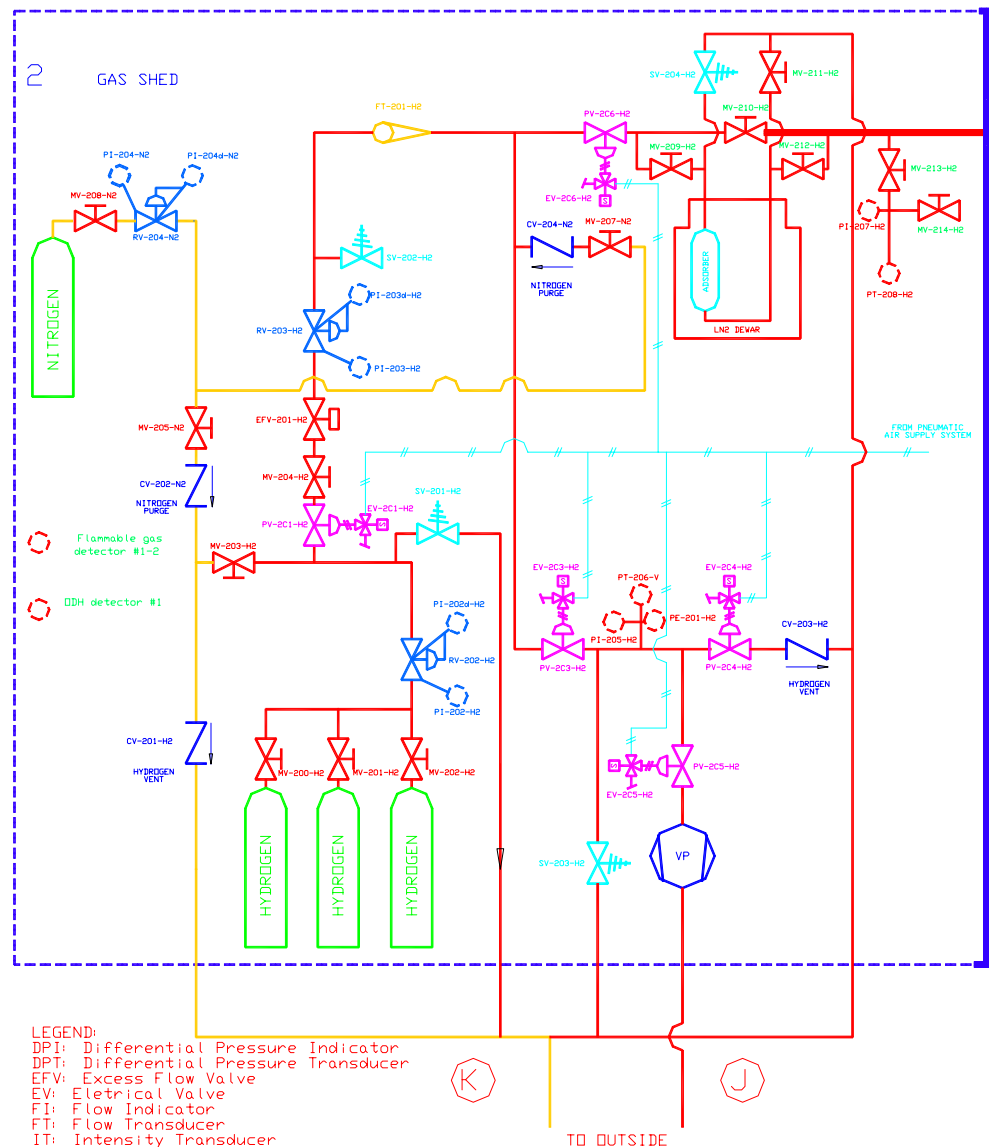 2
GAS SHED
FT-201-H2
SV-204-H2
MV-211-H2
PV-2C6-H2
MV-210-H2
MV-209-H2
MV-212-H2
MV-213-H2
PI-204-N2
PI-204d-N2
MV-208-N2
RV-204-N2
EV-2C6-H2
S
CV-204-N2
MV-207-N2
PI-207-H2
MV-214-H2
SV-202-H2
NITROGEN
PURGE
ADSORBER
PT-208-H2
PI-203d-H2
NITROGEN
RV-203-H2
LN2 DEWAR
PI-203-H2
EFV-201-H2
MV-205-N2
FROM PNEUMATIC
AIR SUPPLY SYSTEM
MV-204-H2
CV-202-N2
SV-201-H2
NITROGEN
PURGE
EV-2C1-H2
PV-2C1-H2
S
Flammable gas
detector #1-2
MV-203-H2
EV-2C3-H2
S
PT-206-V
EV-2C4-H2
S
ODH detector #1
PI-202d-H2
PE-201-H2
CV-203-H2
PI-205-H2
RV-202-H2
PV-2C3-H2
PV-2C4-H2
HYDROGEN
VENT
PI-202-H2
CV-201-H2
HYDROGEN
VENT
MV-200-H2
MV-201-H2
MV-202-H2
S
PV-2C5-H2
EV-2C5-H2
HYDROGEN
HYDROGEN
HYDROGEN
SV-203-H2
VP
LEGEND:
DPI: Differential Pressure Indicator
DPT: Differential Pressure Transducer
EFV: Excess Flow Valve
EV: Eletrical Valve
FI: Flow Indicator
FT: Flow Transducer
IT: Intensity Transducer
K
J
TO OUTSIDE